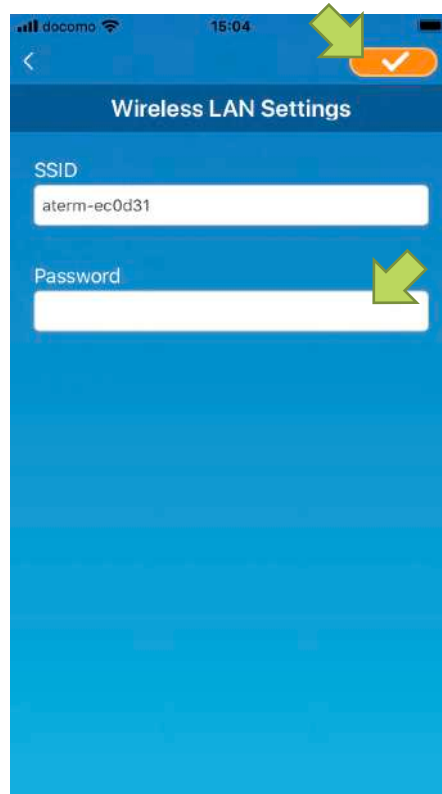 docomo 15:04
Wireless LAN Settings
SSID
aterm-ec0d31
Password